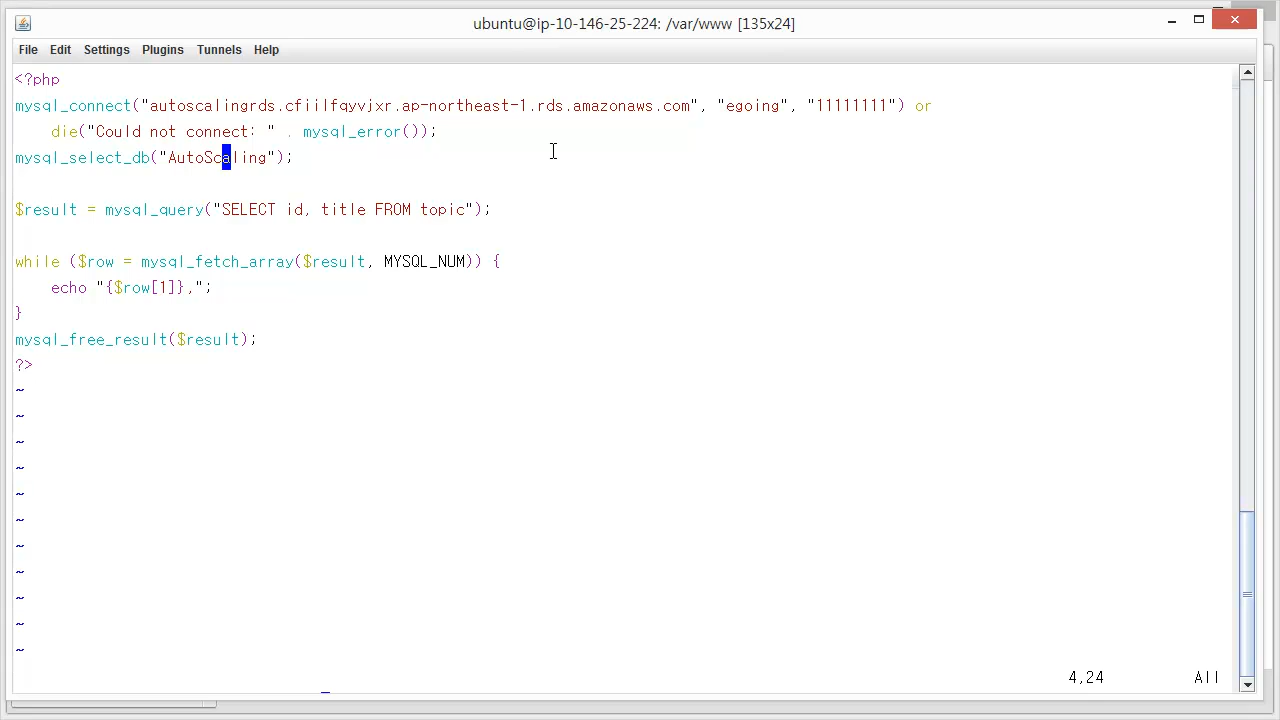 ubuntu@ip-10-146-25-224: /var/www [135x24]
File Edit Settings Plugins Tunnels Help
<?php
mysql_connect("autoscalingrds.cfiilfqyvjxr.ap-northeast-1.rds.amazonaws.com", "egoing", "11111111") or
    die("Could not connect: " . mysql_error());
mysql_select_db("AutoScaling");

$result = mysql_query("SELECT id, title FROM topic");

while ($row = mysql_fetch_array($result, MYSQL_NUM)) {
    echo "{$row[1]},";
}
mysql_free_result($result);
?>
~
~
~
~
~
~
~
~
~
~
~
4,24 All